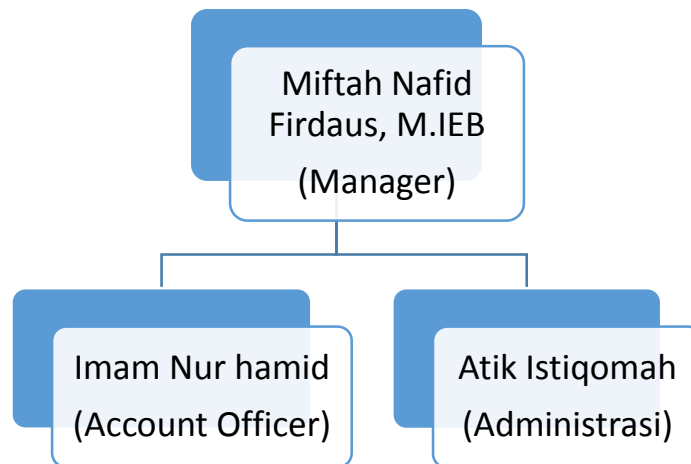 Miftah Nafid
Firdaus, M.IEB
(Manager)
Imam Nur hamid
(Account Officer)
Atik Istiqomah
(Administrasi)